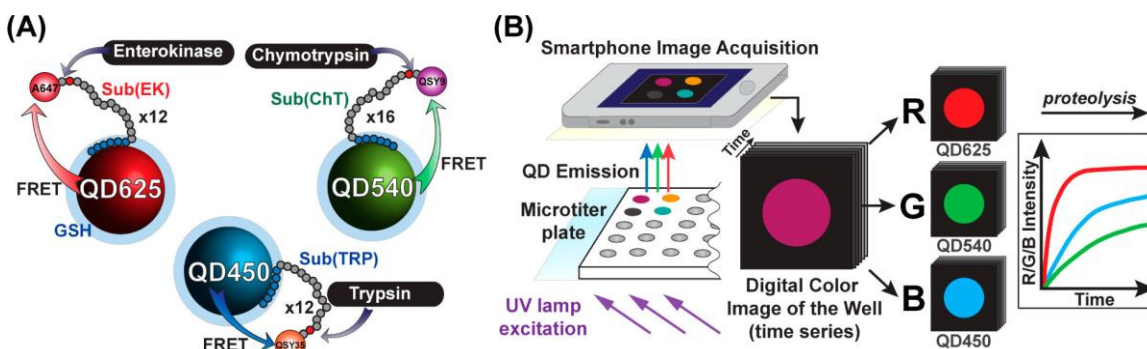 (A)
Enterokinase
Chymotrypsin
A647
Sub(EK)
x12
FRET
QD625
GSH
Sub(ChT)
QSY9
x16
FRET
QD540
QD450
Sub(TRP)
x12
Trypsin
FRET
QSY35
(B)
Smartphone Image Acquisition
Time
QD Emission
Microtiter
plate
UV lamp
excitation
Digital Color
Image of the Well
(time series)
R
QD625
G
QD540
B
QD450
proteolysis
R/G/B Intensity
Time